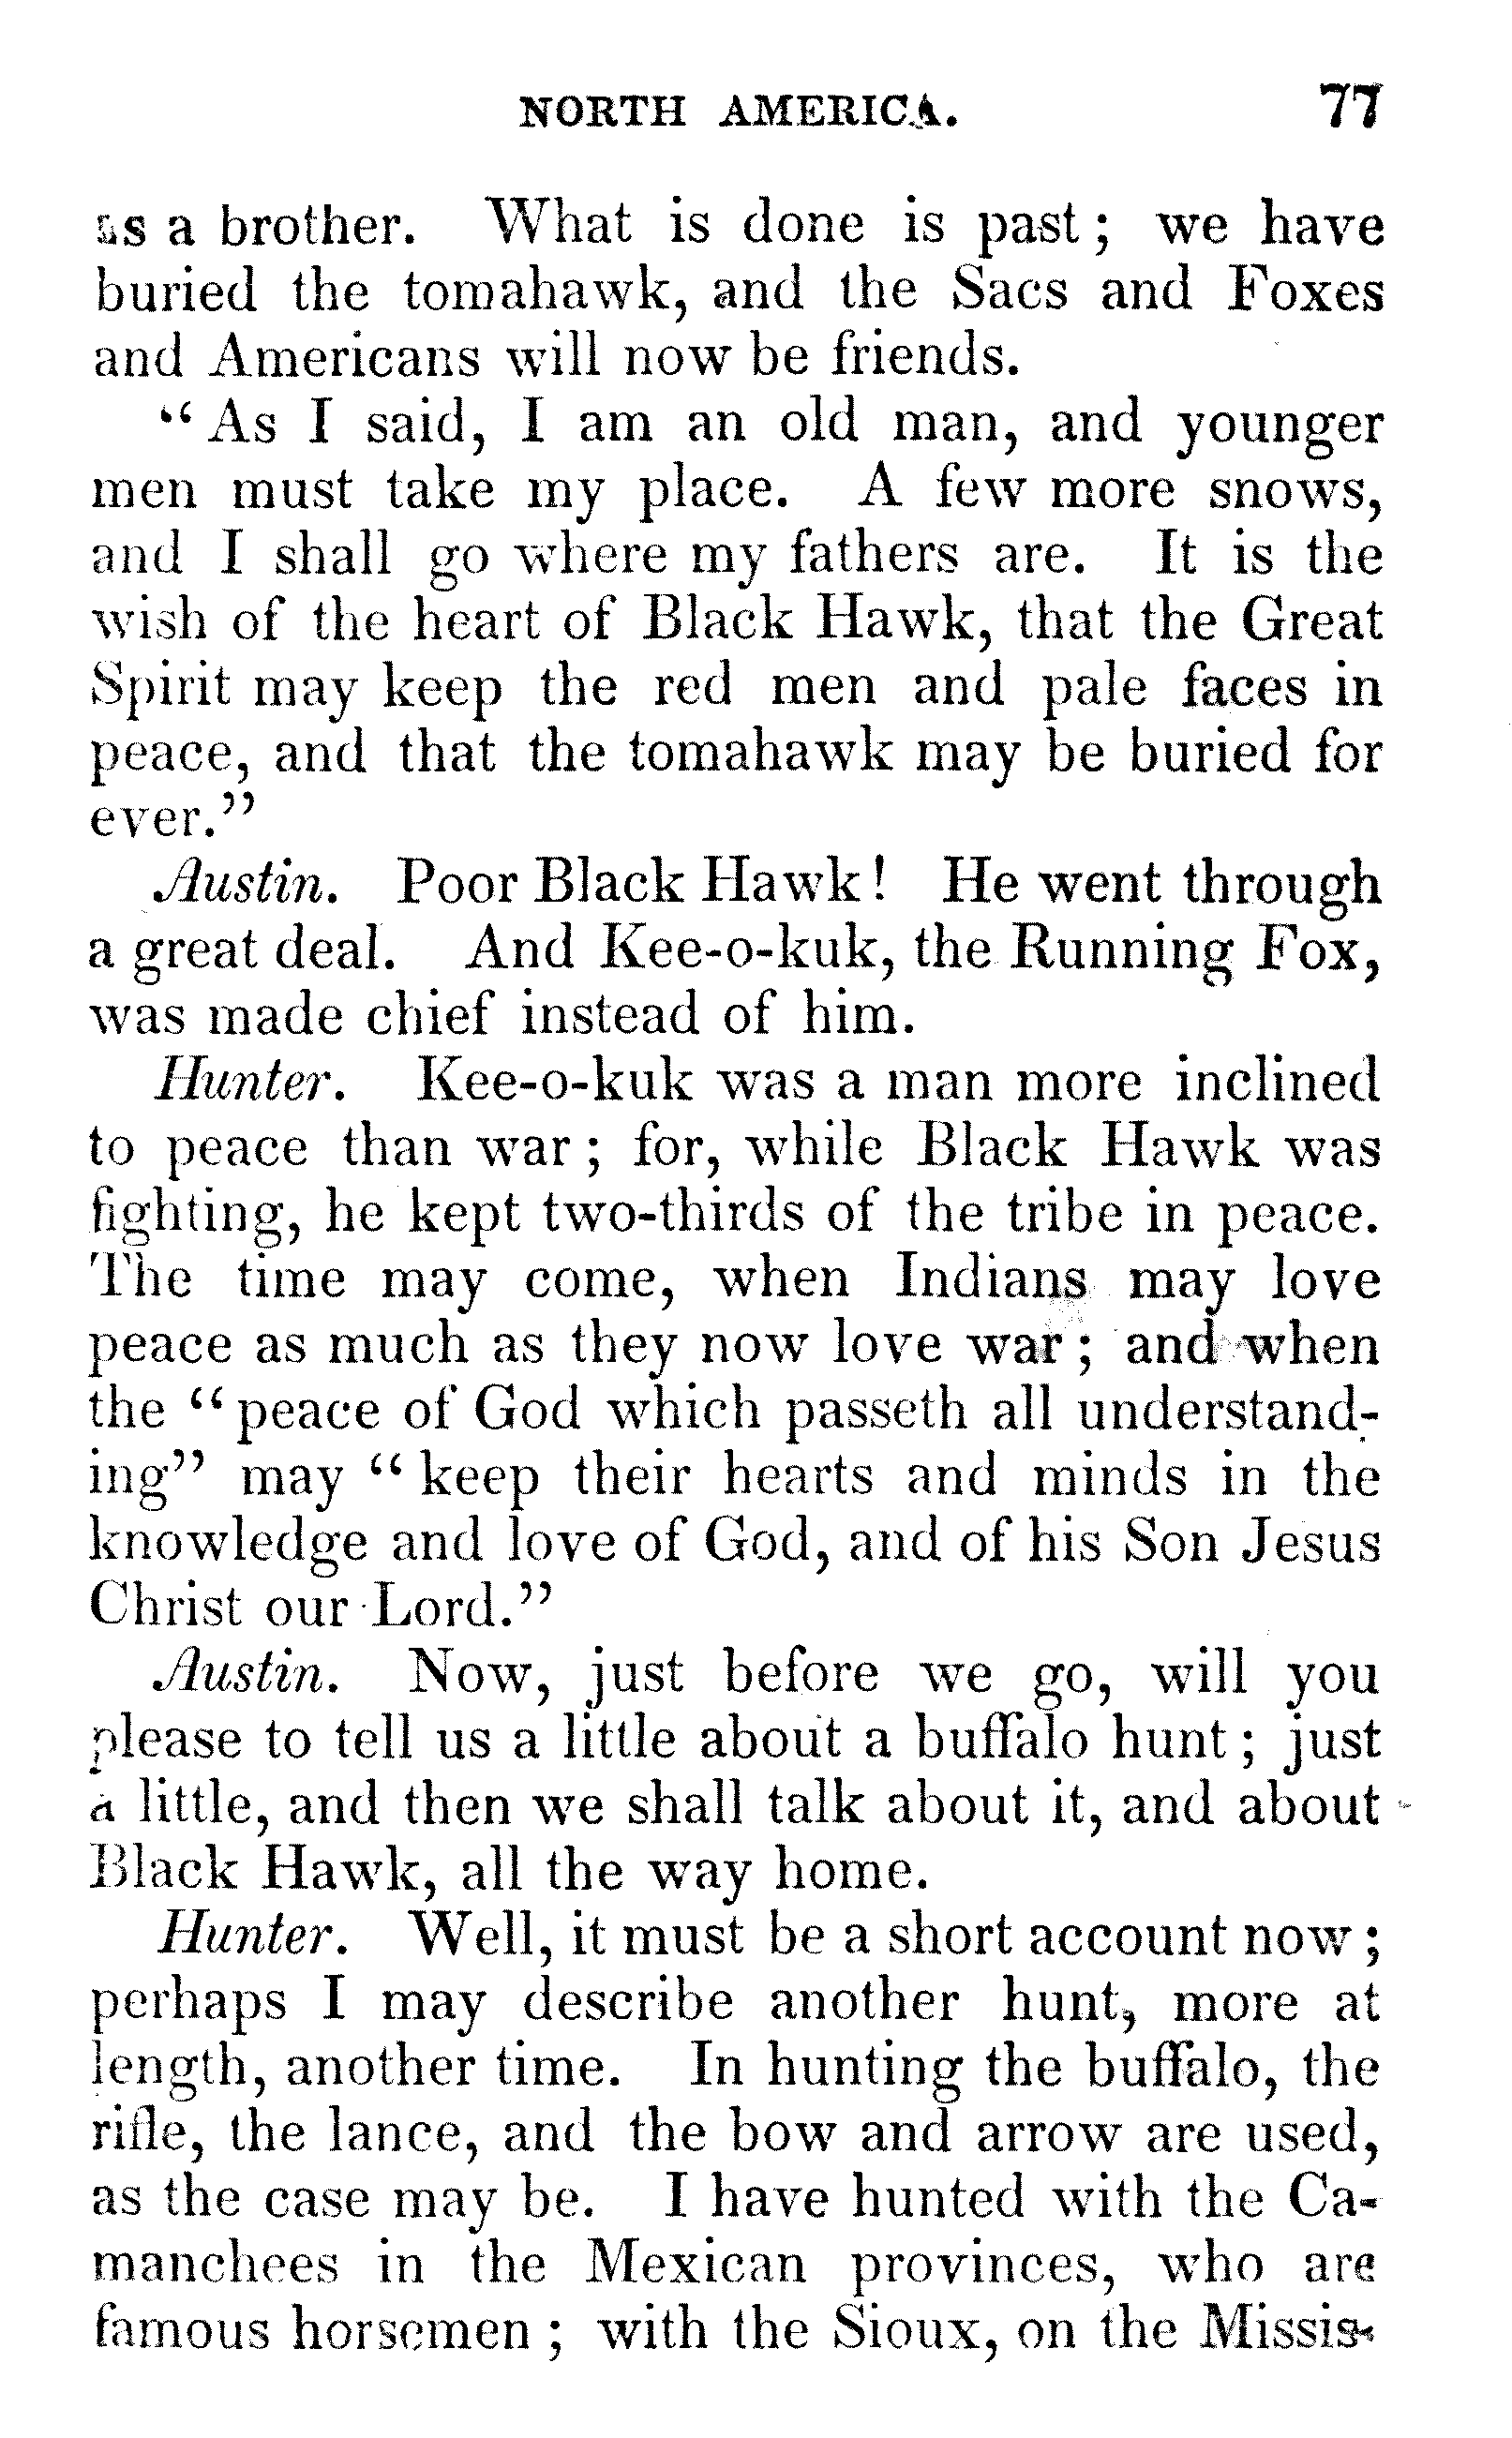 NORTH AMERICA. 77
as a brother. What is done is past; we have
buried the tomahawk, and the Sacs and Foxes
and Americans will now be friends.
"As I said, I am an old man, and younger
men must take my place. A few more snows,
and I shall go where my fathers are. It is the
wish of the heart of Black Hawk, that the Great
Spirit may keep the red men and pale faces in
peace, and that the tomahawk may be buried for
ever."
Austin. Poor Black Hawk! He went through
a great deal. And Kee-o-kuk, the Running Fox,
was made chief instead of him.
Hunter. Kee-o-kuk was a man more inclined
to peace than war; for, while Black Hawk was
fighting, he kept two-thirds of the tribe in peace.
The time may come, when Indians may love
peace as much as they now love war; and when
the "peace of God which passeth all understand-
ing" may "keep their hearts and minds in the
knowledge and love of God, and of his Son Jesus
Christ our Lord."
Austin. Now, just before we go, will you
please to tell us a little about a buffalo hunt; just
a little, and then we shall talk about it, and about
Black Hawk, all the way home.
Hunter. Well, it must be a short account now;
perhaps I may describe another hunt, more at
length, another time. In hunting the buffalo, the
rifle, the lance, and the bow and arrow are used,
as the case may be. I have hunted with the Ca-
manchees in the Mexican provinces, who are
famous horsemen; with the Sioux, on the Missis-